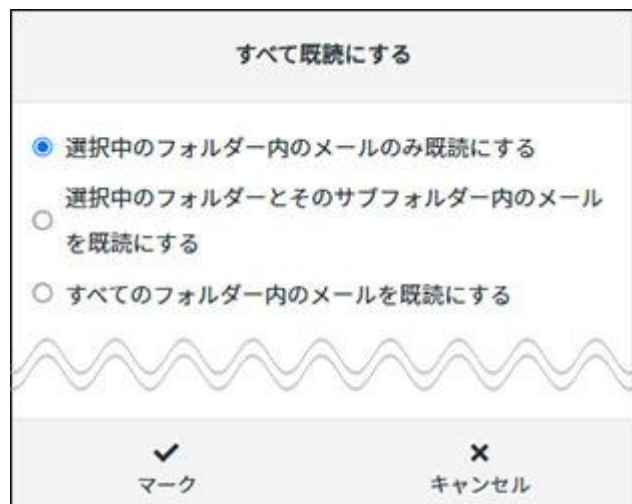 すべて既読にする
選択中のフォルダー内のメールのみ既読にする
選択中のフォルダーとそのサブフォルダー内のメール
を既読にする
すべてのフォルダー内のメールを既読にする
マーク
キャンセル